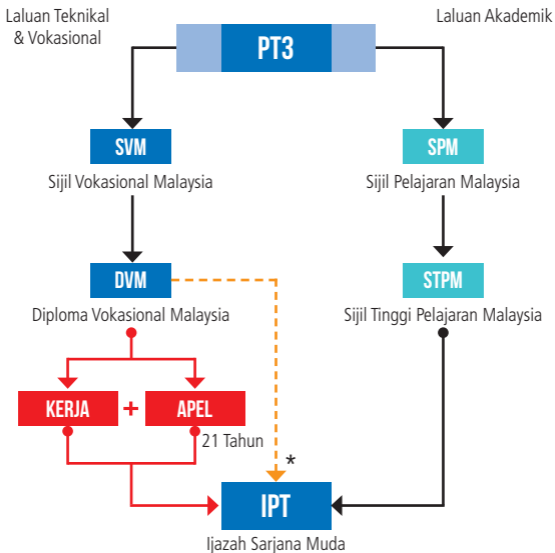 Laluan Teknikal
& Vokasional
Laluan Akademik
PT3
SVM
SPM
Sijil Vokasional Malaysia
Sijil Pelajaran Malaysia
DVM
STPM
Diploma Vokasional Malaysia
Sijil Tinggi Pelajaran Malaysia
KERJA + APEL
21 Tahun
*
IPT
Ijazah Sarjana Muda